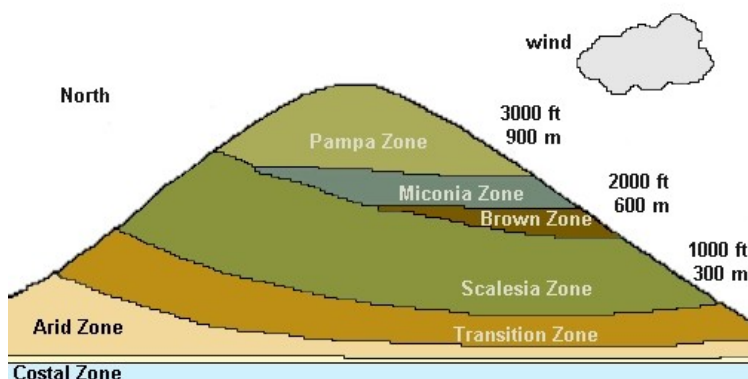 wind
North
3000 ft
900 m
Pampa Zone
2000 ft
600 m
Miconia Zone
Brown Zone
1000 ft
300 m
Scalesia Zone
Arid Zone
Transition Zone
Costal Zone